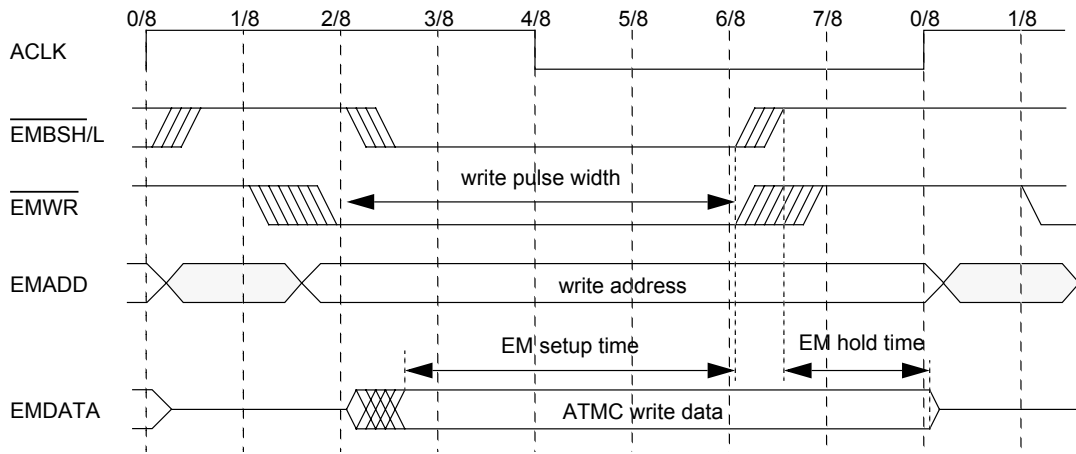 0/8 1/8 2/8 3/8 4/8 5/8 6/8 7/8 0/8 1/8
ACLK
EMBSH/L
write pulse width
EMWR
EMADD
write address
EM setup time
EM hold time
EMDATA
ATMC write data